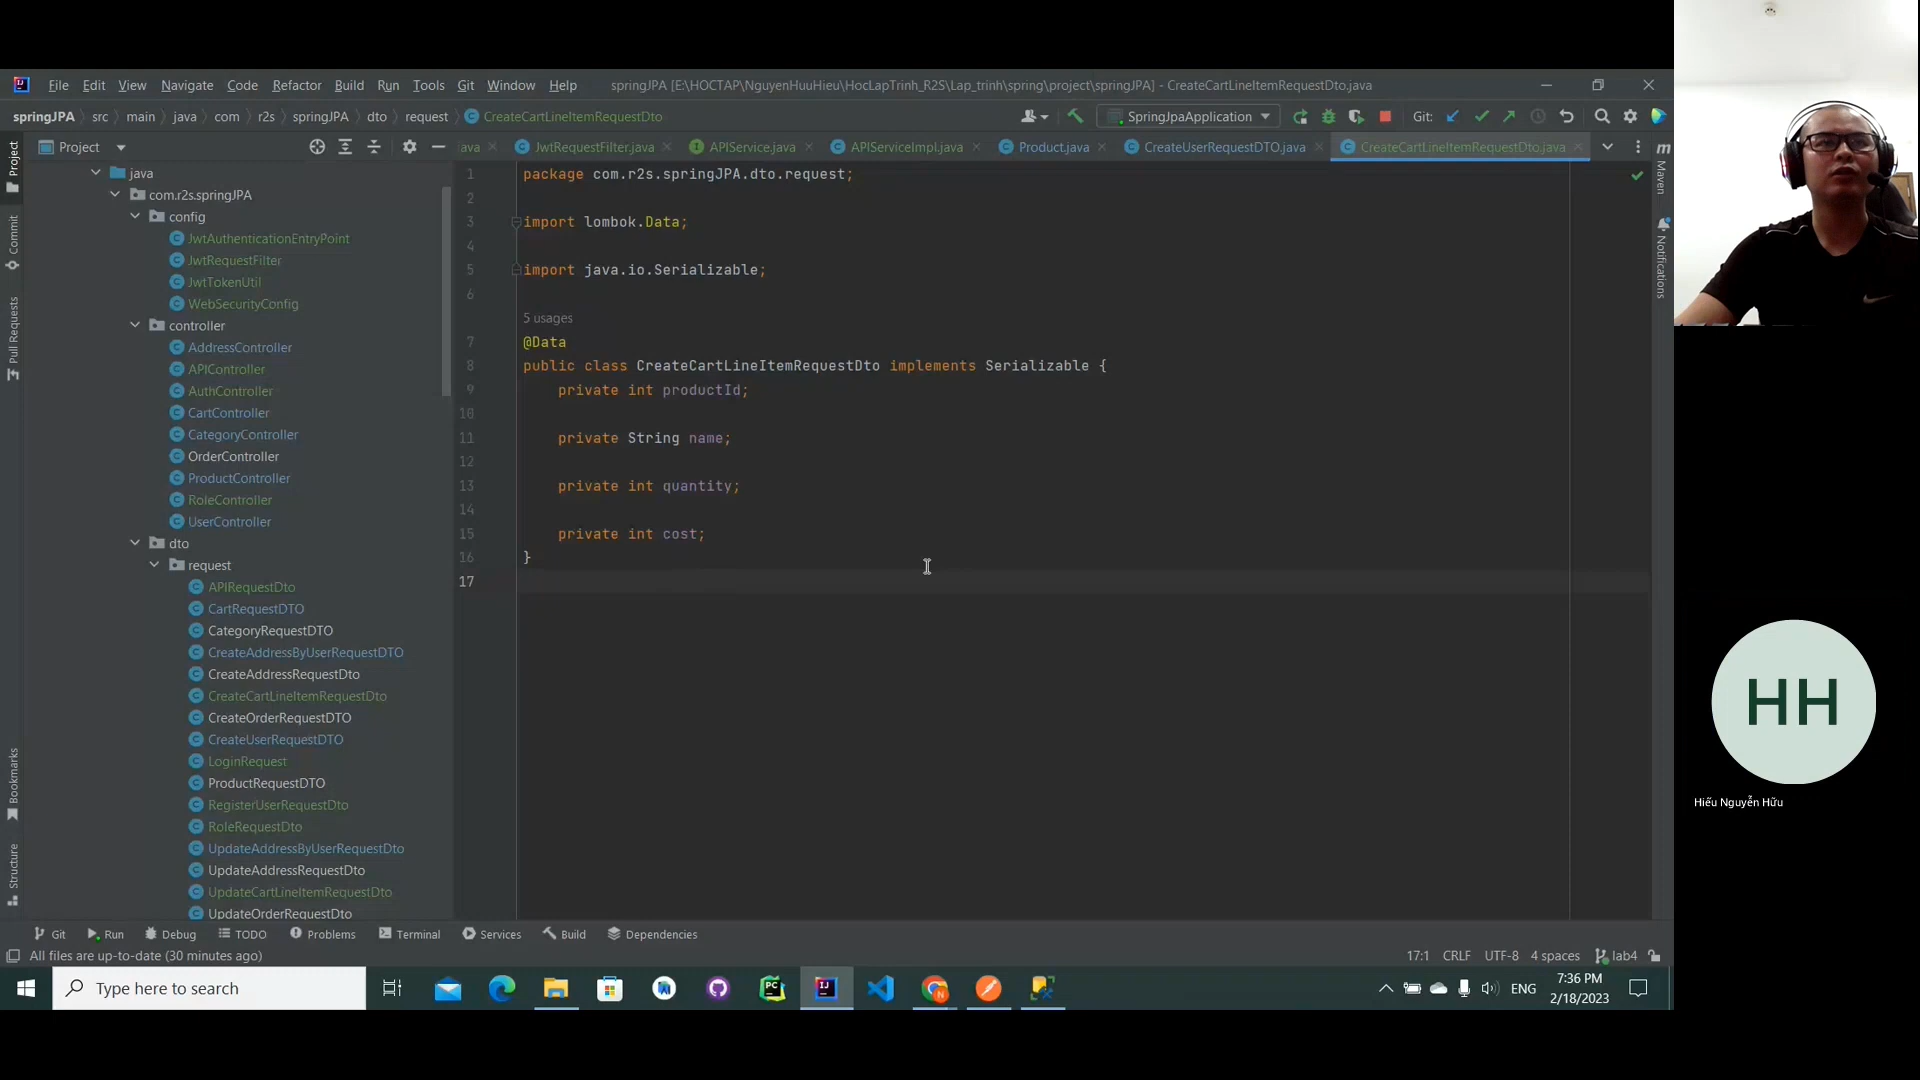 File Edit View Navigate Code Refactor Build Run Tools Git Window Help springJPA [E:\HOCTAP\NguyenHuuHieu\HocLapTrinh_R2S\Lap_trinh\spring\project\springJPA] - CreateCartLineItemRequestDto.java
springJPA src main java com r2s springJPA dto request CreateCartLineItemRequestDto SpringJpaApplication Git:
Project ava JwtRequestFilter.java APIService.java APIServiceImpl.java Product.java CreateUserRequestDTO.java CreateCartLineItemRequestDto.java
java
com.r2s.springJPA
config
JwtAuthenticationEntryPoint
JwtRequestFilter
JwtTokenUtil
WebSecurityConfig
controller
AddressController
APIController
AuthController
CartController
CategoryController
OrderController
ProductController
RoleController
UserController
dto
request
APIRequestDto
CartRequestDTO
CategoryRequestDTO
CreateAddressByUserRequestDTO
CreateAddressRequestDto
CreateCartLineItemRequestDto
CreateOrderRequestDTO
CreateUserRequestDTO
LoginRequest
ProductRequestDTO
RegisterUserRequestDto
RoleRequestDto
UpdateAddressByUserRequestDto
UpdateAddressRequestDto
UpdateCartLineItemRequestDto
UpdateOrderRequestDto
1 package com.r2s.springJPA.dto.request;
2
3 import lombok.Data;
4
5 import java.io.Serializable;
6
5 usages
7 @Data
8 public class CreateCartLineItemRequestDto implements Serializable {
9 private int productId;
10
11 private String name;
12
13 private int quantity;
14
15 private int cost;
16 }
17
Project
Commit
Pull Requests
Bookmarks
Structure
Maven
Notifications
Git Run Debug TODO Problems Terminal Services Build Dependencies
All files are up-to-date (30 minutes ago) 17:1 CRLF UTF-8 4 spaces lab4
Type here to search ENG 7:36 PM
2/18/2023
HH
Hiếu Nguyễn Hữu